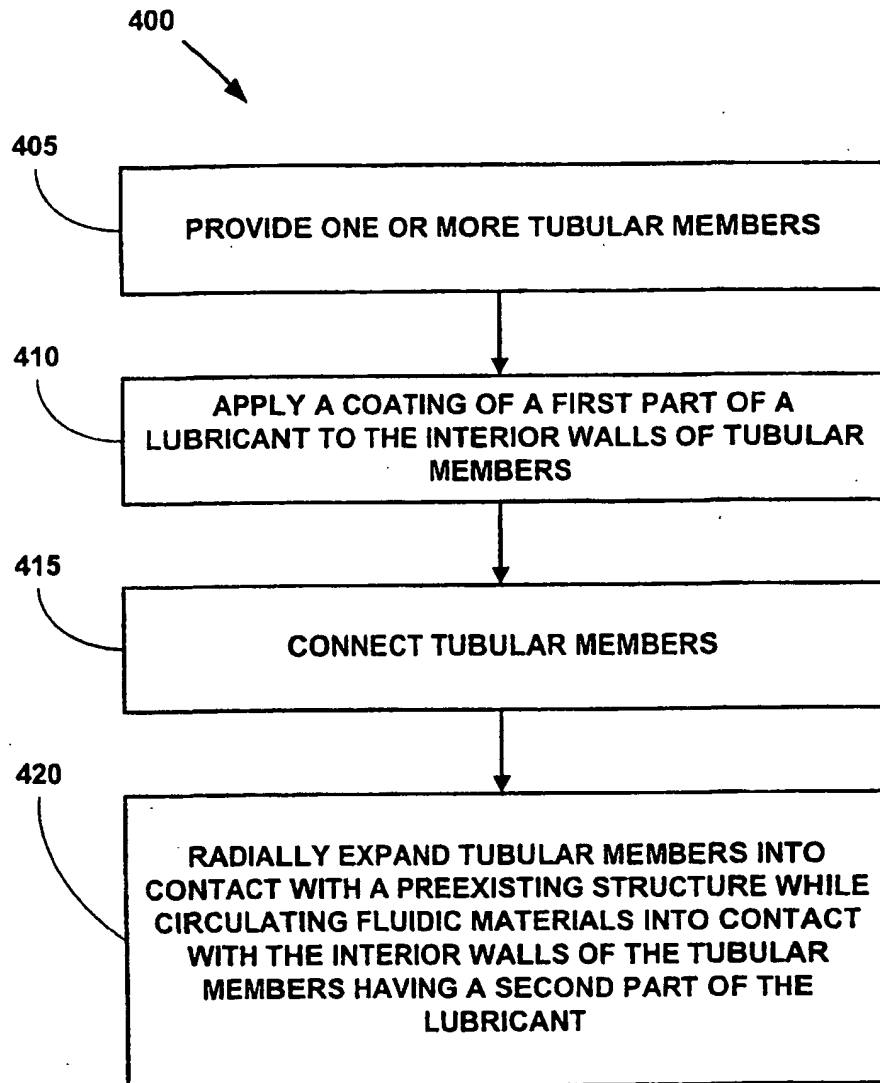 400
405
PROVIDE ONE OR MORE TUBULAR MEMBERS
410
APPLY A COATING OF A FIRST PART OF A
LUBRICANT TO THE INTERIOR WALLS OF TUBULAR
MEMBERS
415
CONNECT TUBULAR MEMBERS
420
RADIALLY EXPAND TUBULAR MEMBERS INTO
CONTACT WITH A PREEXISTING STRUCTURE WHILE
CIRCULATING FLUIDIC MATERIALS INTO CONTACT
WITH THE INTERIOR WALLS OF THE TUBULAR
MEMBERS HAVING A SECOND PART OF THE
LUBRICANT